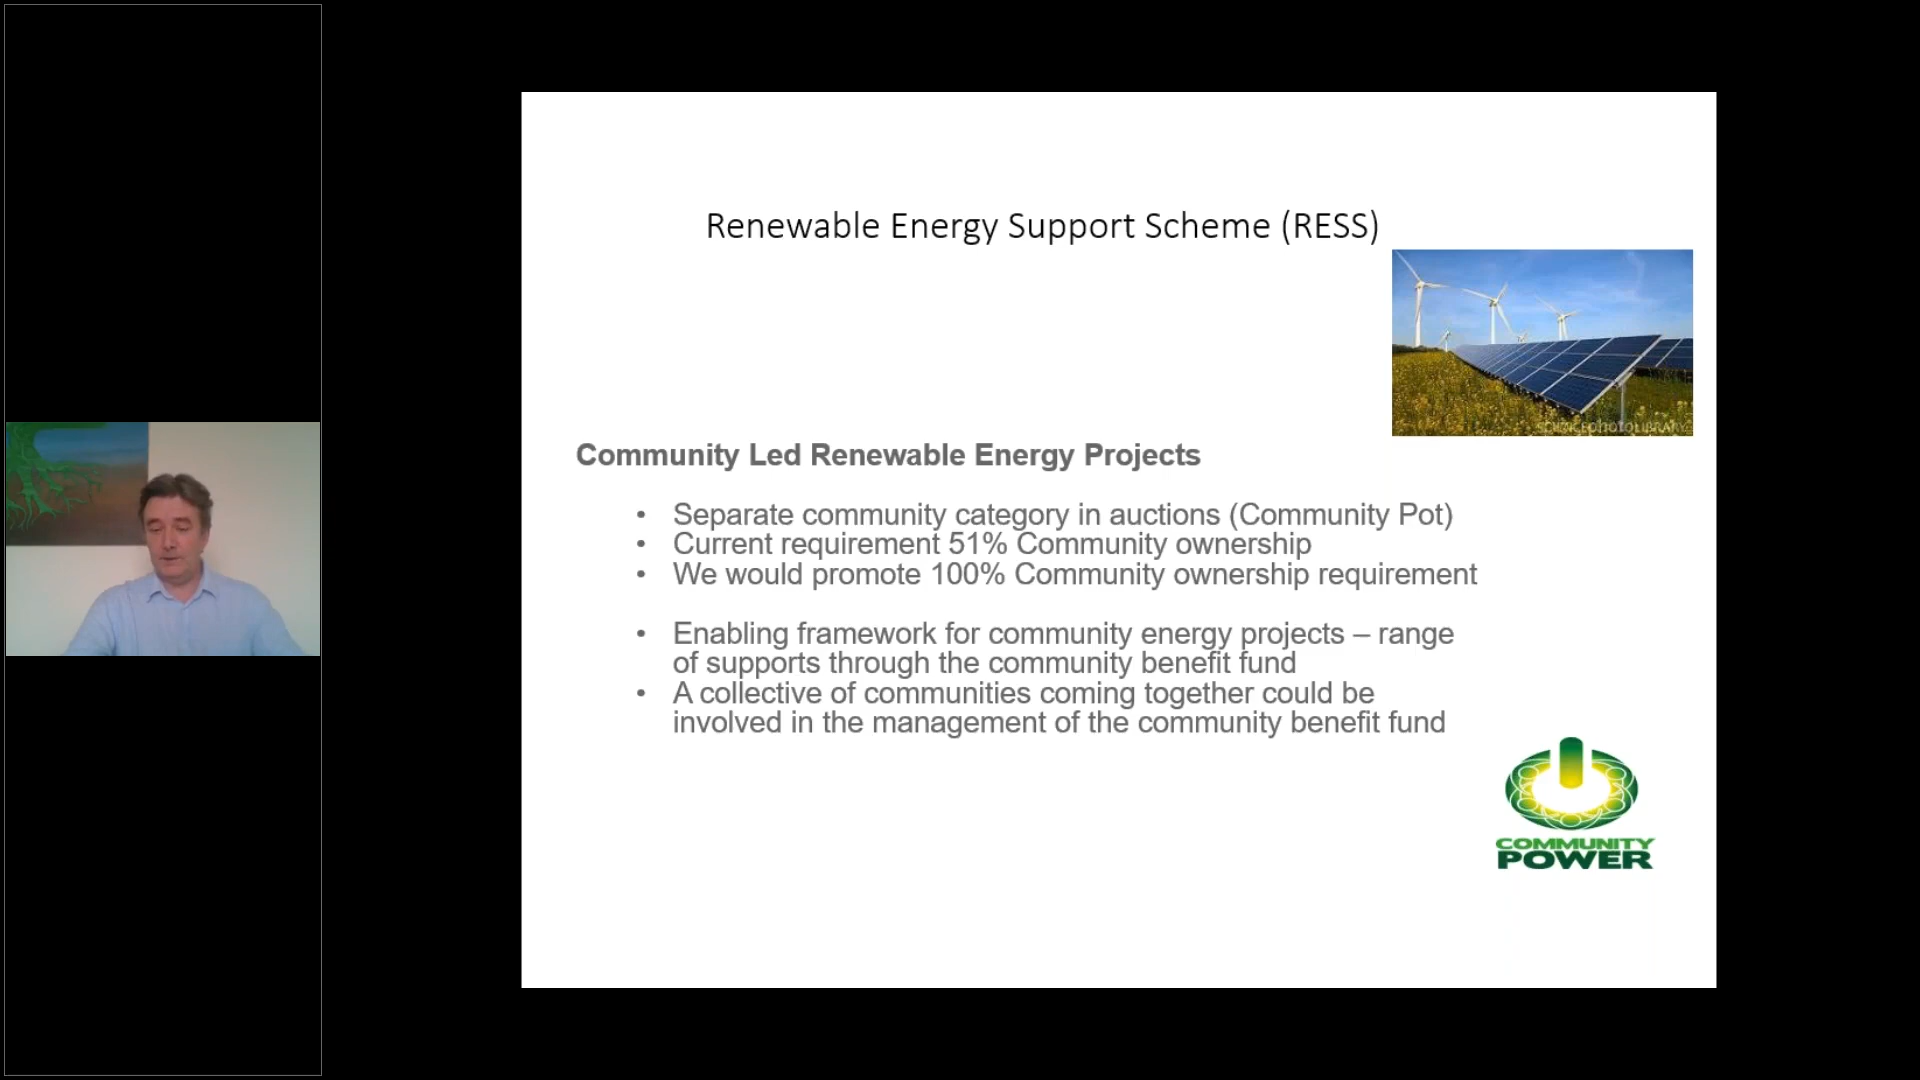 Renewable Energy Support Scheme (RESS)
SCIENCEPHOTOLIBRARY
Community Led Renewable Energy Projects
• Separate community category in auctions (Community Pot)
• Current requirement 51% Community ownership
• We would promote 100% Community ownership requirement
• Enabling framework for community energy projects – range
of supports through the community benefit fund
• A collective of communities coming together could be
involved in the management of the community benefit fund
COMMUNITY
POWER